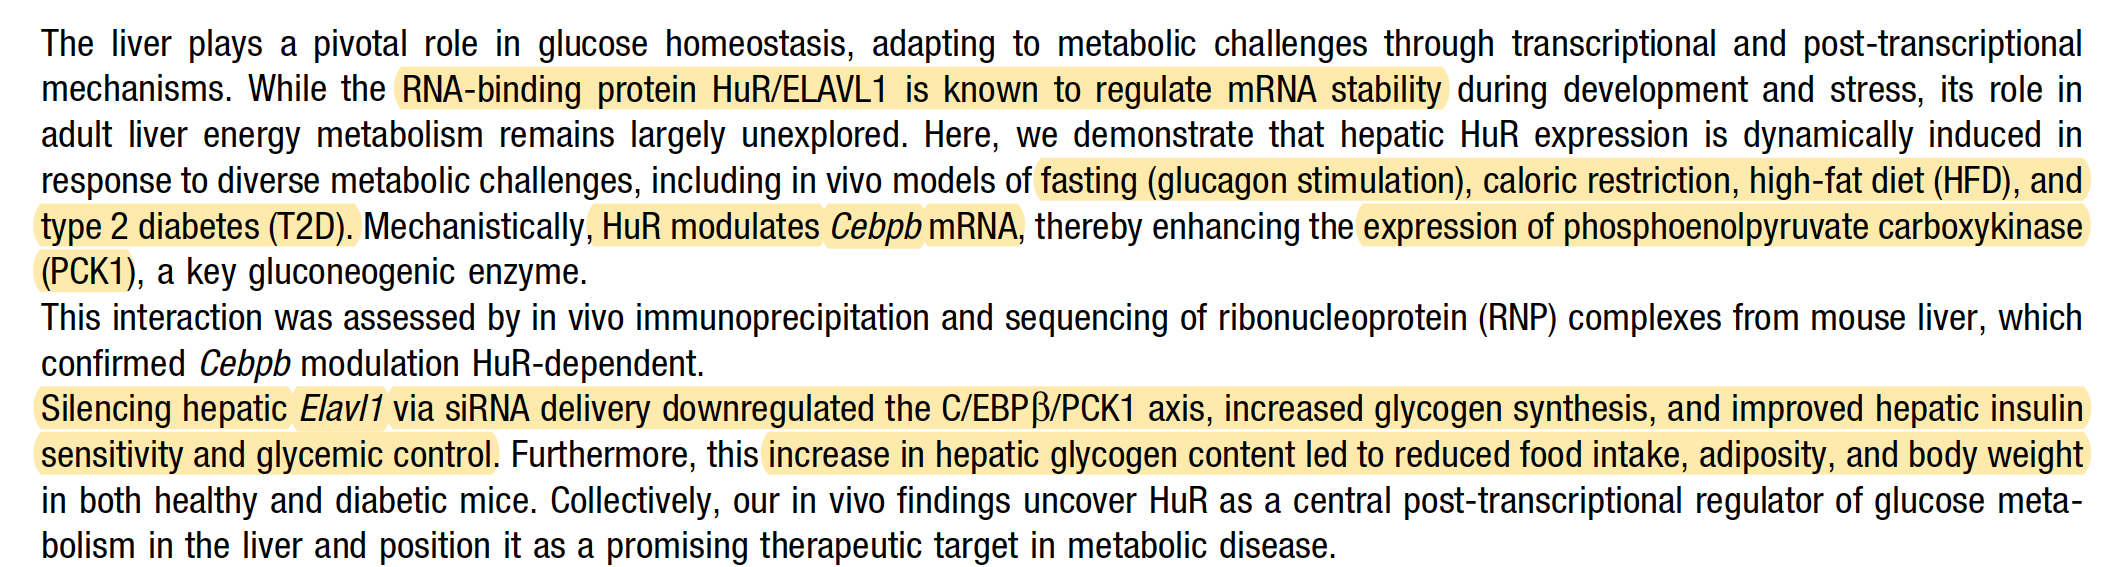 The liver plays a pivotal role in glucose homeostasis, adapting to metabolic challenges through transcriptional and post-transcriptional
mechanisms. While the RNA-binding protein HuR/ELAVL1 is known to regulate mRNA stability during development and stress, its role in
adult liver energy metabolism remains largely unexplored. Here, we demonstrate that hepatic HuR expression is dynamically induced in
response to diverse metabolic challenges, including in vivo models of fasting (glucagon stimulation), caloric restriction, high-fat diet (HFD), and
type 2 diabetes (T2D). Mechanistically, HuR modulates Cebpb mRNA, thereby enhancing the expression of phosphoenolpyruvate carboxykinase
(PCK1), a key gluconeogenic enzyme.
This interaction was assessed by in vivo immunoprecipitation and sequencing of ribonucleoprotein (RNP) complexes from mouse liver, which
confirmed Cebpb modulation HuR-dependent.
Silencing hepatic Elavl1 via siRNA delivery downregulated the C/EBPβ/PCK1 axis, increased glycogen synthesis, and improved hepatic insulin
sensitivity and glycemic control. Furthermore, this increase in hepatic glycogen content led to reduced food intake, adiposity, and body weight
in both healthy and diabetic mice. Collectively, our in vivo findings uncover HuR as a central post-transcriptional regulator of glucose meta-
bolism in the liver and position it as a promising therapeutic target in metabolic disease.